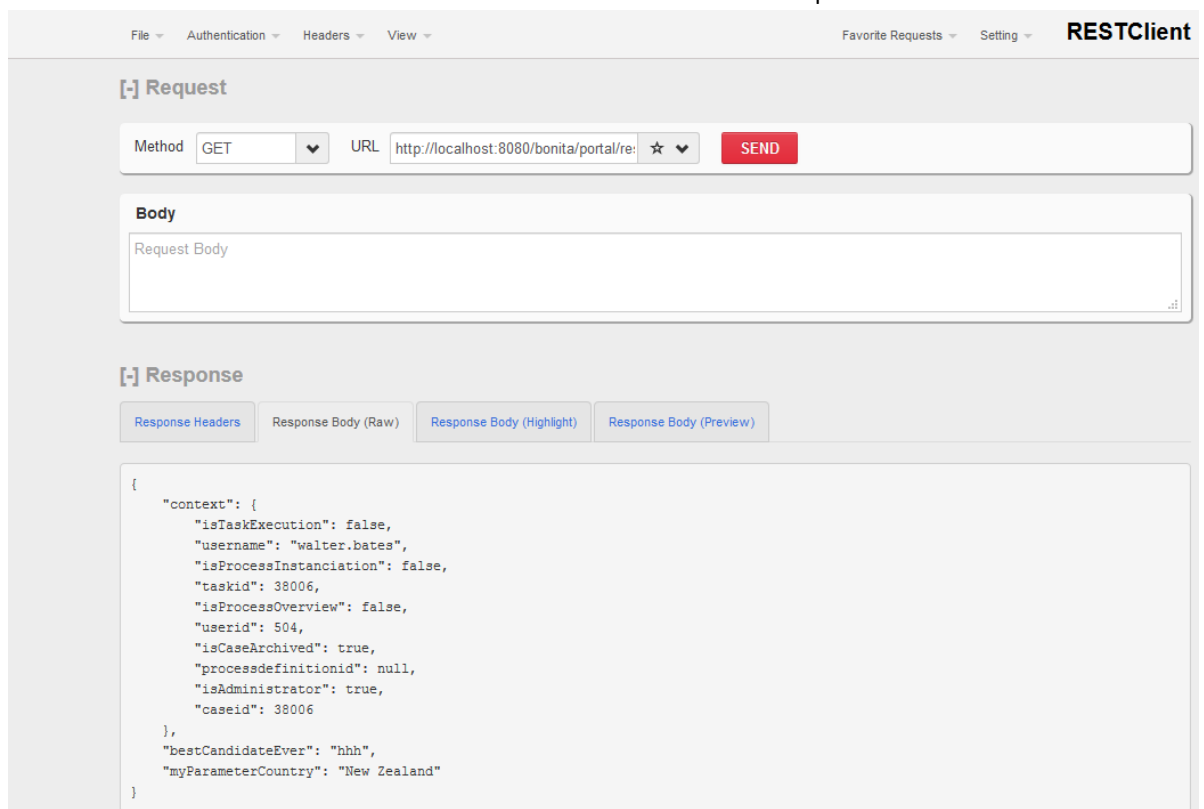 File Authentication Headers View Favorite Requests Setting RESTClient
[-] Request
Method GET URL http://localhost:8080/bonita/portal/re: SEND
Body
Request Body
[-] Response
Response Headers Response Body (Raw) Response Body (Highlight) Response Body (Preview)
{
"context": {
"isTaskExecution": false,
"username": "walter.bates",
"isProcessInstanciation": false,
"taskid": 38006,
"isProcessOverview": false,
"userid": 504,
"isCaseArchived": true,
"processdefinitionid": null,
"isAdministrator": true,
"caseid": 38006
},
"bestCandidateEver": "hhh",
"myParameterCountry": "New Zealand"
}